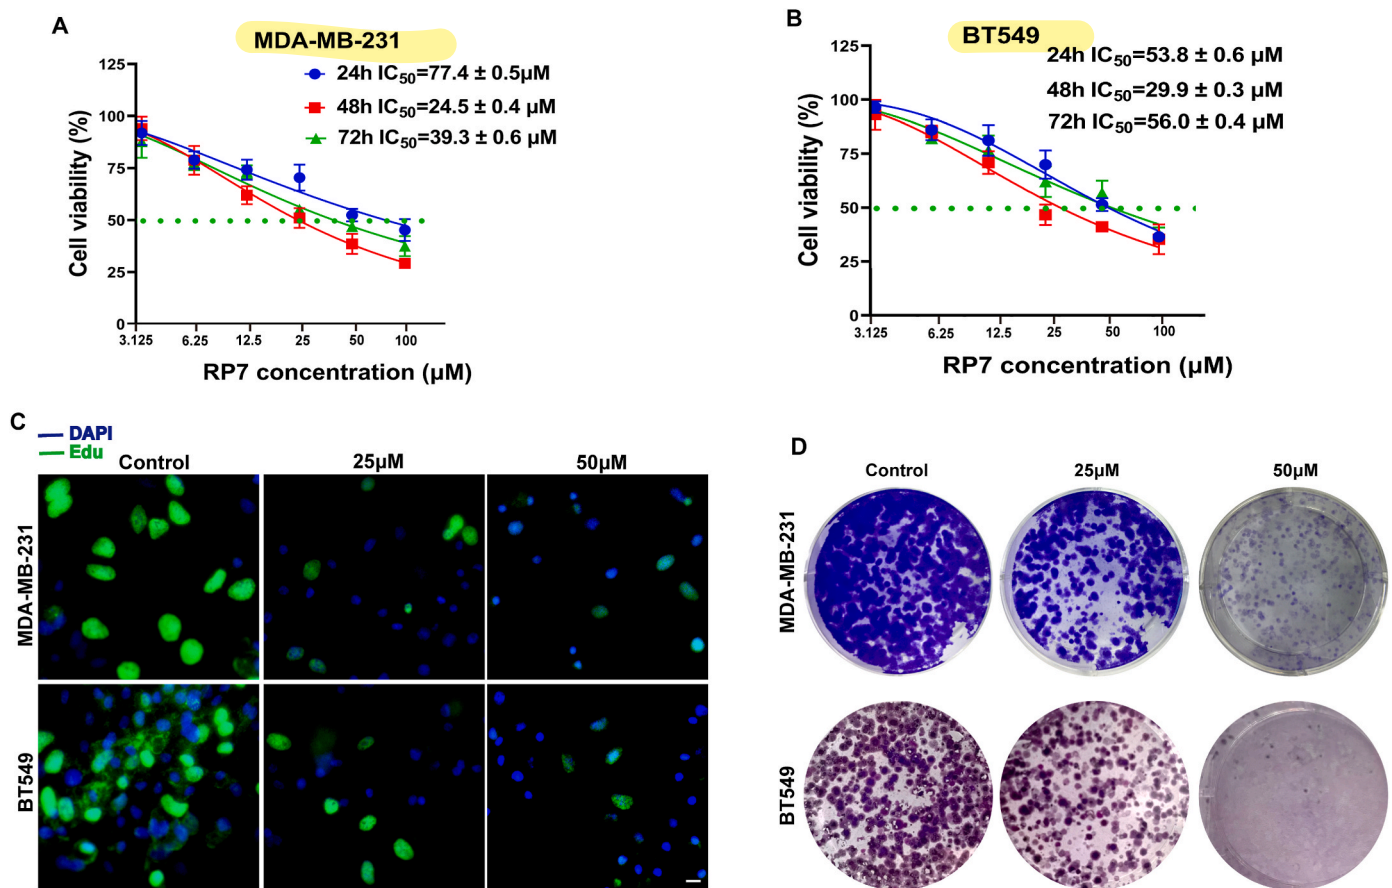 A
MDA-MB-231
24h IC50=77.4 ± 0.5µM
48h IC50=24.5 ± 0.4 µM
72h IC50=39.3 ± 0.6 µM
Cell viability (%)
125
100
75
50
25
0
3.125 6.25 12.5 25 50 100
RP7 concentration (µM)
B
BT549
24h IC50=53.8 ± 0.6 µM
48h IC50=29.9 ± 0.3 µM
72h IC50=56.0 ± 0.4 µM
Cell viability (%)
125
100
75
50
25
0
3.125 6.25 12.5 25 50 100
RP7 concentration (µM)
C
DAPI
Edu
Control 25µM 50µM
MDA-MB-231
BT549
D
Control 25µM 50µM
MDA-MB-231
BT549